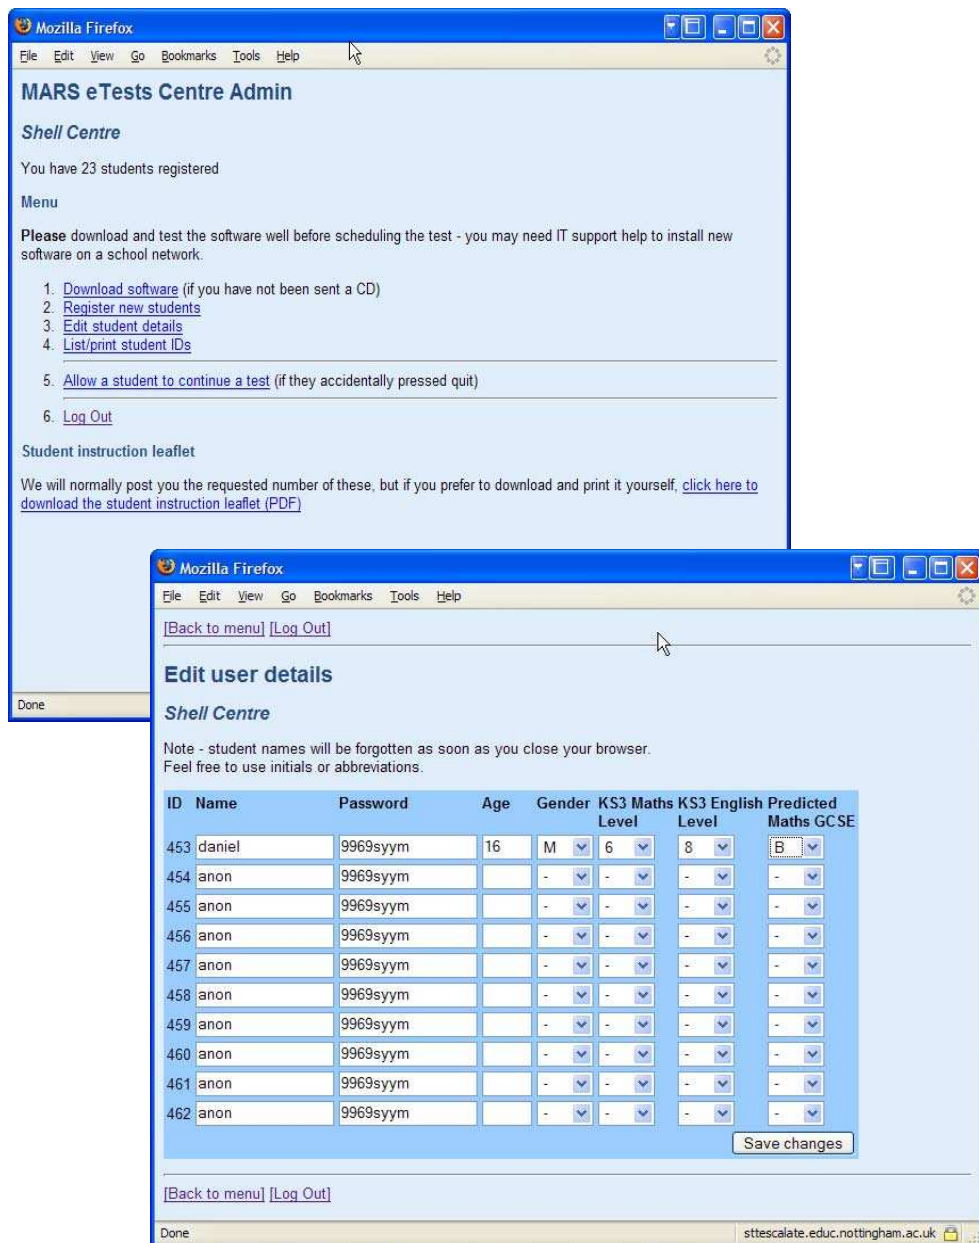 Mozilla Firefox
File Edit View Go Bookmarks Tools Help
MARS eTests Centre Admin
Shell Centre
You have 23 students registered
Menu
Please download and test the software well before scheduling the test - you may need IT support help to install new
software on a school network.
1. Download software (if you have not been sent a CD)
2. Register new students
3. Edit student details
4. List/print student IDs
5. Allow a student to continue a test (if they accidentally pressed quit)
6. Log Out
Student instruction leaflet
We will normally post you the requested number of these, but if you prefer to download and print it yourself, click here to
download the student instruction leaflet (PDF)
Done
Mozilla Firefox
File Edit View Go Bookmarks Tools Help
[Back to menu] [Log Out]
Edit user details
Shell Centre
Note - student names will be forgotten as soon as you close your browser.
Feel free to use initials or abbreviations.
ID Name Password Age Gender KS3 Maths KS3 English Predicted
Level Level Maths GCSE
453 daniel 9969syym 16 M 6 8 B
454 anon 9969syym - - - -
455 anon 9969syym - - - -
456 anon 9969syym - - - -
457 anon 9969syym - - - -
458 anon 9969syym - - - -
459 anon 9969syym - - - -
460 anon 9969syym - - - -
461 anon 9969syym - - - -
462 anon 9969syym - - - -
Save changes
[Back to menu] [Log Out]
Done sttescalate.educ.nottingham.ac.uk